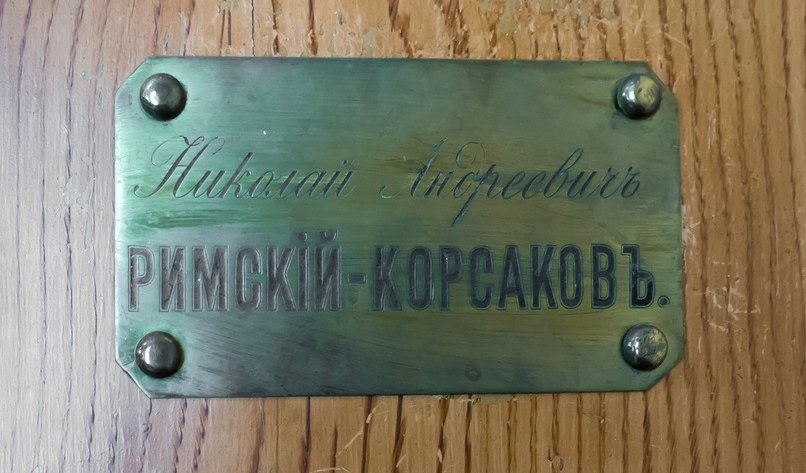 Николай Андреевичъ
РИМСКІЙ-КОРСАКОВЪ.